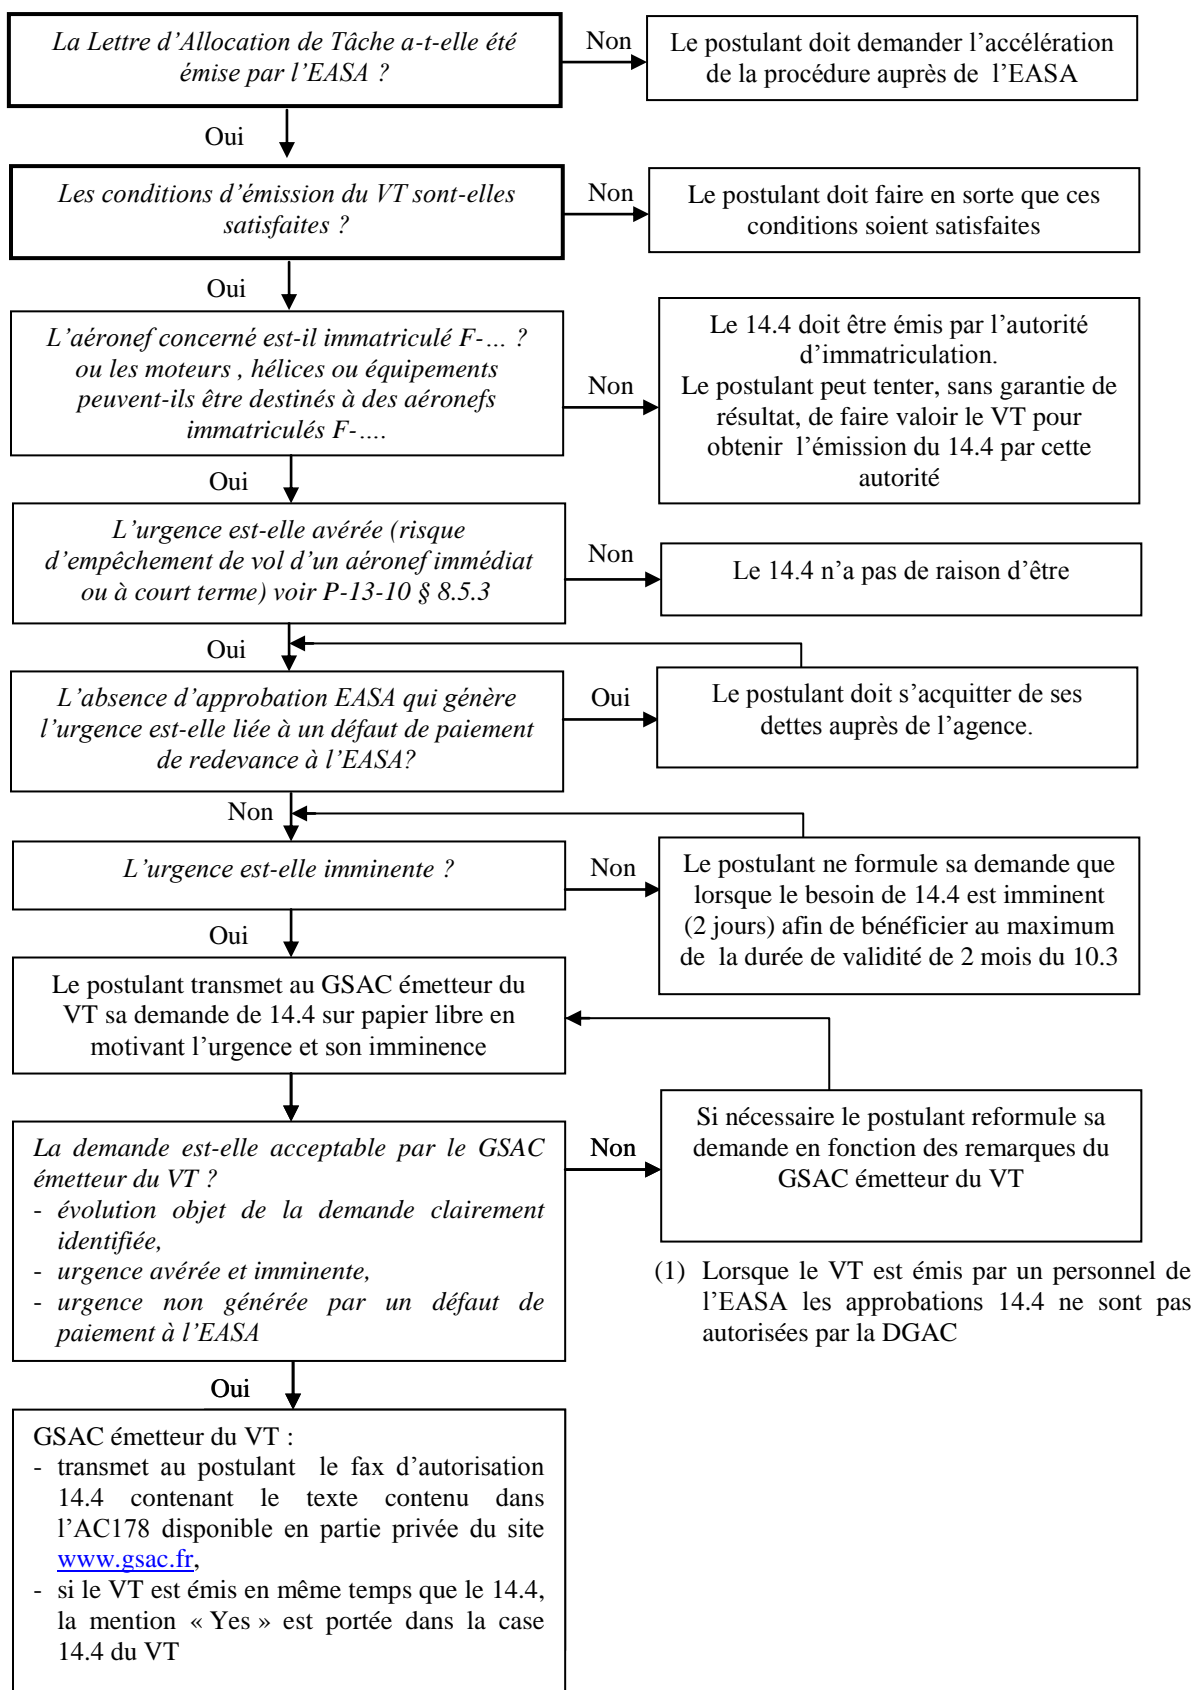 La Lettre d’Allocation de Tâche a-t-elle été
émise par l’EASA ?
Non
Le postulant doit demander l’accélération
de la procédure auprès de l’EASA
Oui
Les conditions d’émission du VT sont-elles
satisfaites ?
Non
Le postulant doit faire en sorte que ces
conditions soient satisfaites
Oui
L’aéronef concerné est-il immatriculé F-… ?
ou les moteurs , hélices ou équipements
peuvent-ils être destinés à des aéronefs
immatriculés F-….
Non
Le 14.4 doit être émis par l’autorité
d’immatriculation.
Le postulant peut tenter, sans garantie de
résultat, de faire valoir le VT pour
obtenir l’émission du 14.4 par cette
autorité
Oui
L’urgence est-elle avérée (risque
d’empêchement de vol d’un aéronef immédiat
ou à court terme) voir P-13-10 § 8.5.3
Non
Le 14.4 n’a pas de raison d’être
Oui
L’absence d’approbation EASA qui génère
l’urgence est-elle liée à un défaut de paiement
de redevance à l’EASA?
Oui
Le postulant doit s’acquitter de ses
dettes auprès de l’agence.
Non
L’urgence est-elle imminente ?
Non
Le postulant ne formule sa demande que
lorsque le besoin de 14.4 est imminent
(2 jours) afin de bénéficier au maximum
de la durée de validité de 2 mois du 10.3
Oui
Le postulant transmet au GSAC émetteur du
VT sa demande de 14.4 sur papier libre en
motivant l’urgence et son imminence
La demande est-elle acceptable par le GSAC
émetteur du VT ?
- évolution objet de la demande clairement
identifiée,
- urgence avérée et imminente,
- urgence non générée par un défaut de
paiement à l’EASA
Non
Si nécessaire le postulant reformule sa
demande en fonction des remarques du
GSAC émetteur du VT
(1) Lorsque le VT est émis par un personnel de
l’EASA les approbations 14.4 ne sont pas
autorisées par la DGAC
Oui
GSAC émetteur du VT :
- transmet au postulant le fax d’autorisation
14.4 contenant le texte contenu dans
l’AC178 disponible en partie privée du site
www.gsac.fr,
- si le VT est émis en même temps que le 14.4,
la mention « Yes » est portée dans la case
14.4 du VT